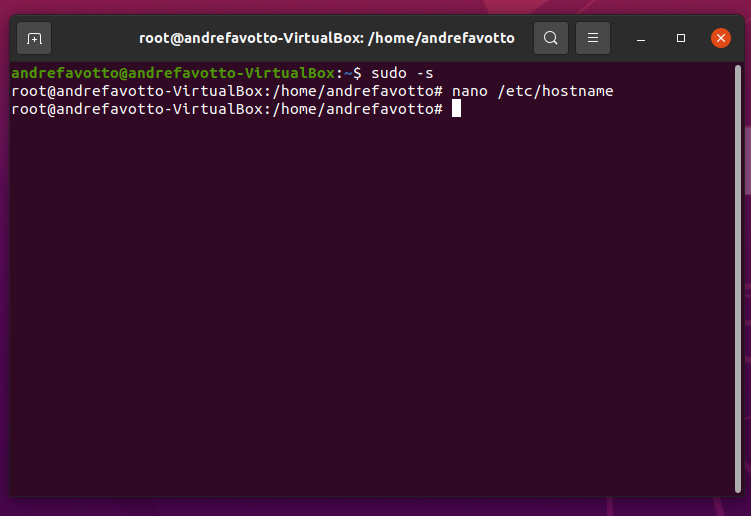 root@andrefavotto-VirtualBox: /home/andrefavotto
andrefavotto@andrefavotto-VirtualBox:~$ sudo -s
root@andrefavotto-VirtualBox:/home/andrefavotto# nano /etc/hostname
root@andrefavotto-VirtualBox:/home/andrefavotto#